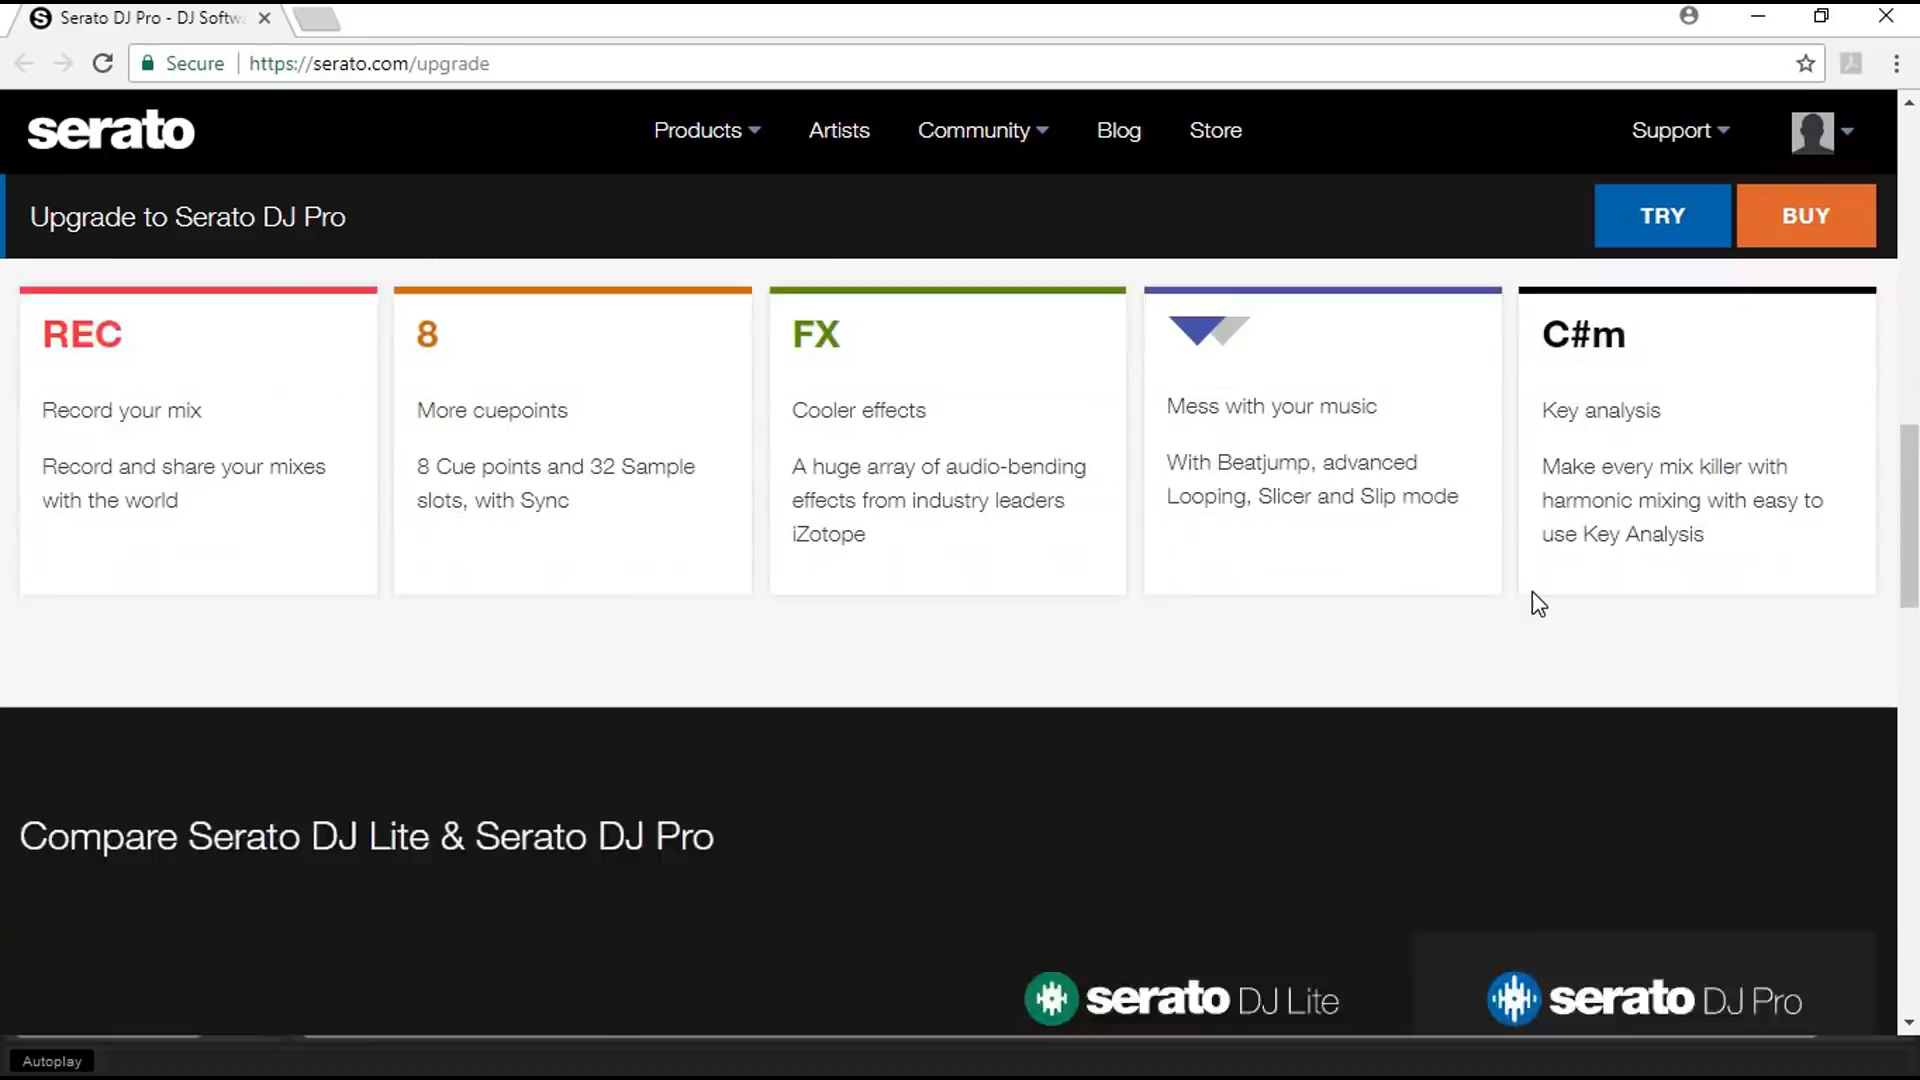 Serato DJ Pro - DJ Softw
Secure
https://serato.com/upgrade
serato
Products
Artists
Community
Blog
Store
Support
Upgrade to Serato DJ Pro
TRY
BUY
REC
Record your mix
Record and share your mixes
with the world
8
More cuepoints
8 Cue points and 32 Sample
slots, with Sync
FX
Cooler effects
A huge array of audio-bending
effects from industry leaders
iZotope
Mess with your music
With Beatjump, advanced
Looping, Slicer and Slip mode
C#m
Key analysis
Make every mix killer with
harmonic mixing with easy to
use Key Analysis
Compare Serato DJ Lite & Serato DJ Pro
serato DJ Lite
serato DJ Pro
Autoplay